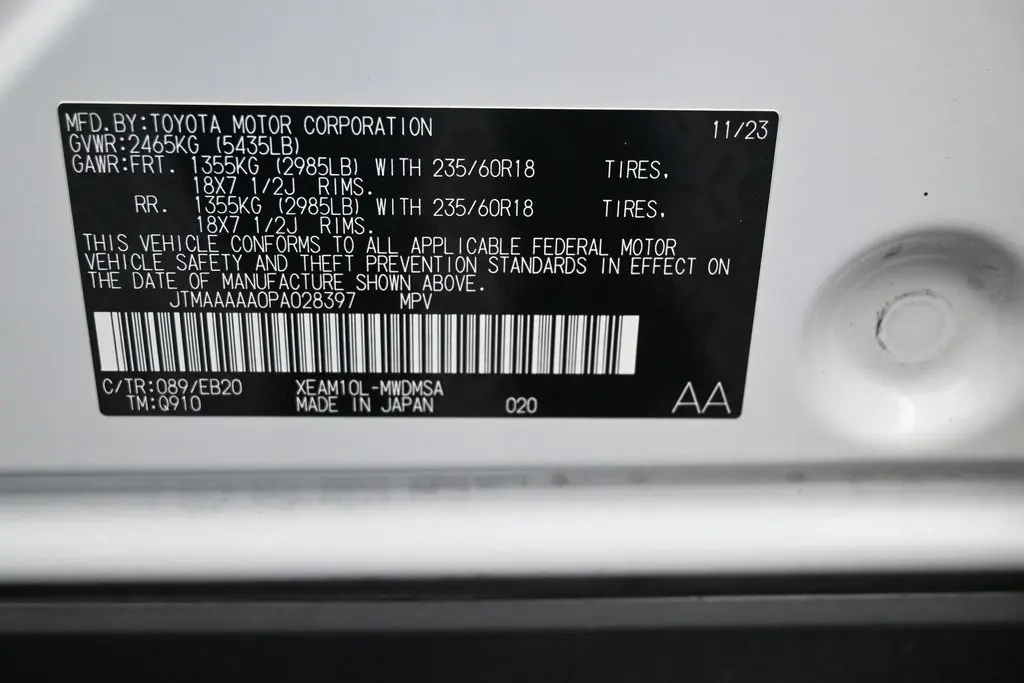 MFD.BY:TOYOTA MOTOR CORPORATION 11/23
GVWR:2465KG (5435LB)
GAWR:FRT. 1355KG (2985LB) WITH 235/60R18 TIRES,
18X7 1/2J RIMS.
RR. 1355KG (2985LB) WITH 235/60R18 TIRES,
18X7 1/2J RIMS.
THIS VEHICLE CONFORMS TO ALL APPLICABLE FEDERAL MOTOR
VEHICLE SAFETY AND THEFT PREVENTION STANDARDS IN EFFECT ON
THE DATE OF MANUFACTURE SHOWN ABOVE.
JTMAAAAA0PA028397 MPV
C/TR:089/EB20 XEAM10L-MWDMSA
TM:Q910 MADE IN JAPAN 020 AA